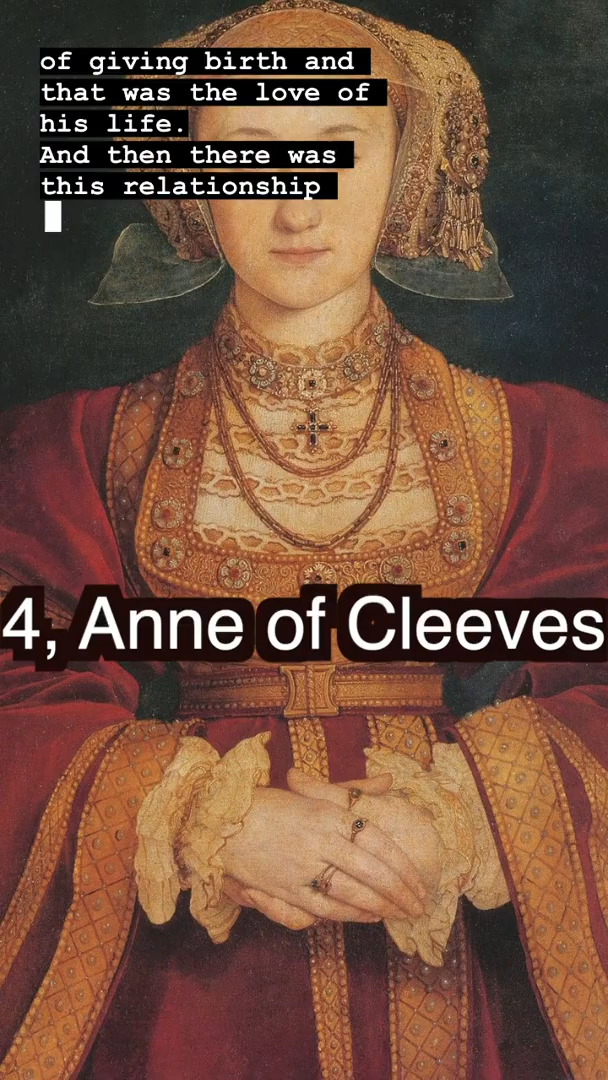 of giving birth and
that was the love of
his life.
And then there was
this relationship
4, Anne of Cleeves